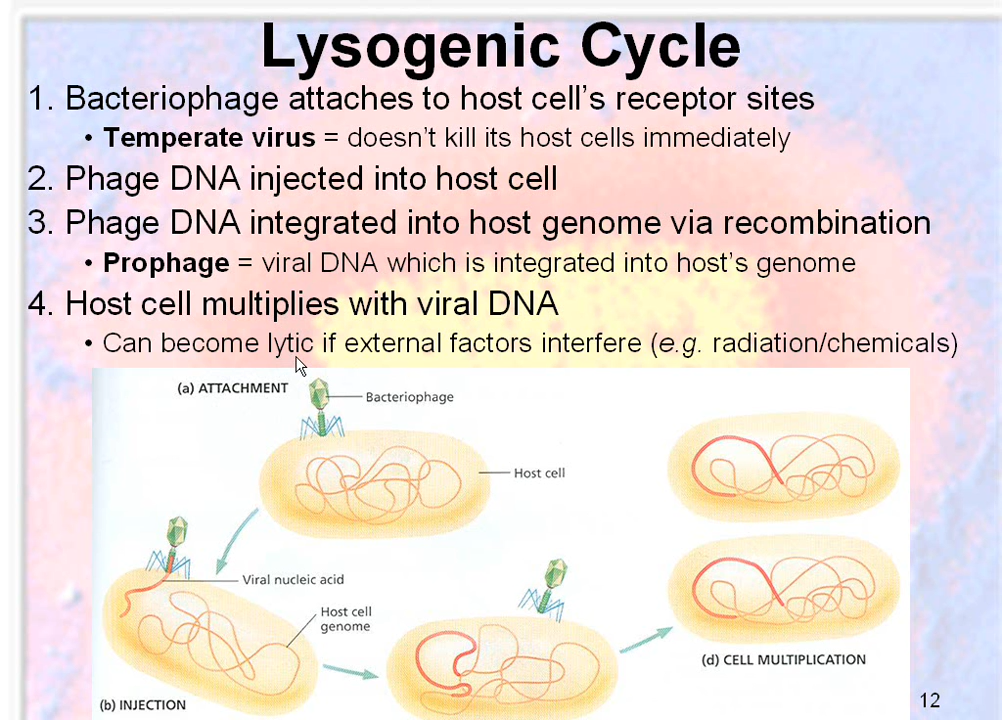 Lysogenic Cycle
1. Bacteriophage attaches to host cell's receptor sites
• Temperate virus = doesn't kill its host cells immediately
2. Phage DNA injected into host cell
3. Phage DNA integrated into host genome via recombination
• Prophage = viral DNA which is integrated into host's genome
4. Host cell multiplies with viral DNA
• Can become lytic if external factors interfere (e.g. radiation/chemicals)
(a) ATTACHMENT
Bacteriophage
Host cell
Viral nucleic acid
Host cell
genome
(d) CELL MULTIPLICATION
(b) INJECTION
12